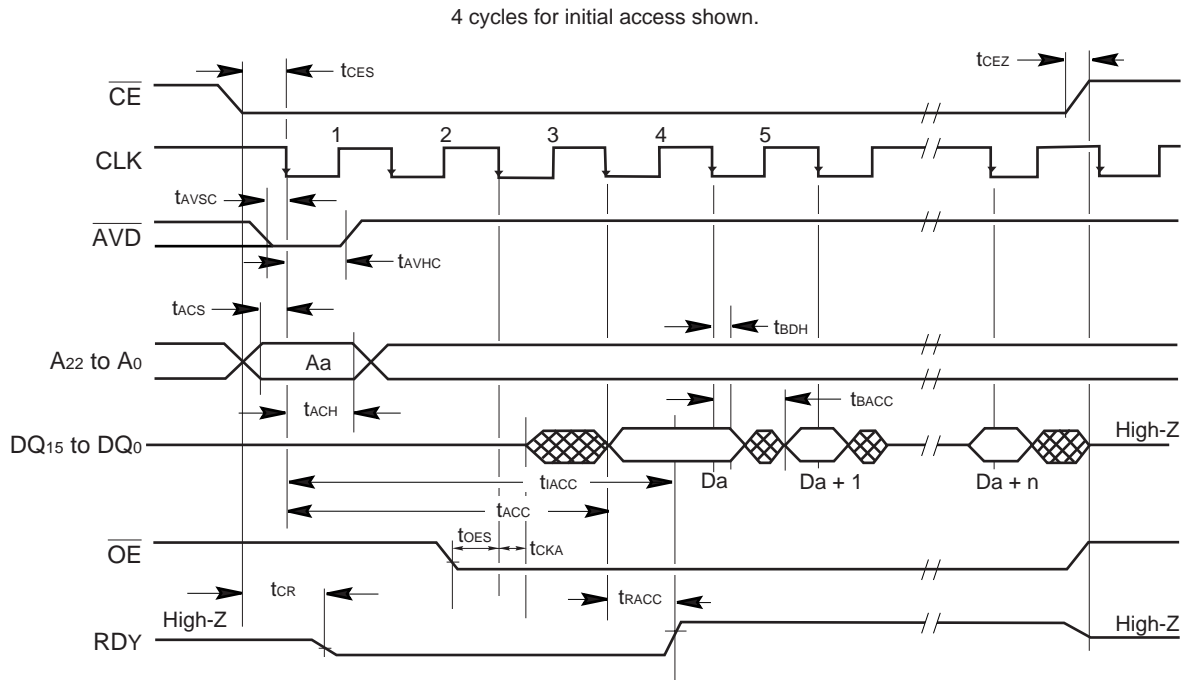 4 cycles for initial access shown.
tCES
tCEZ
CE
1 2 3 4 5
CLK
tAVSC
AVD
tAVHC
tACS
tBDH
A22 to A0
Aa
tBACC
tACH
DQ15 to DQ0
High-Z
Da
Da + 1
Da + n
tIACC
tACC
tOES
tCKA
OE
tCR
tRACC
High-Z
High-Z
RDY